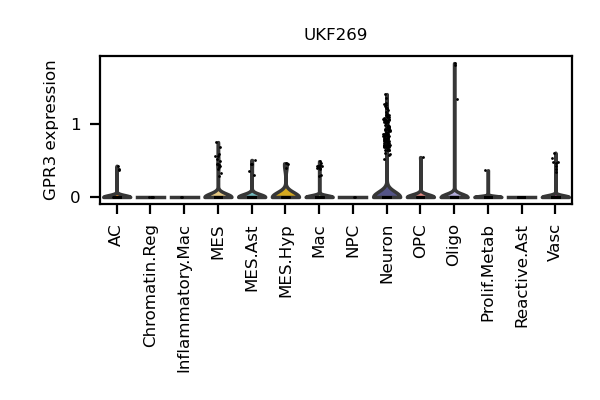 UKF269
GPR3 expression
1
0
AC
Chromatin.Reg
Inflammatory.Mac
MES
MES.Ast
MES.Hyp
Mac
NPC
Neuron
OPC
Oligo
Prolif.Metab
Reactive.Ast
Vasc